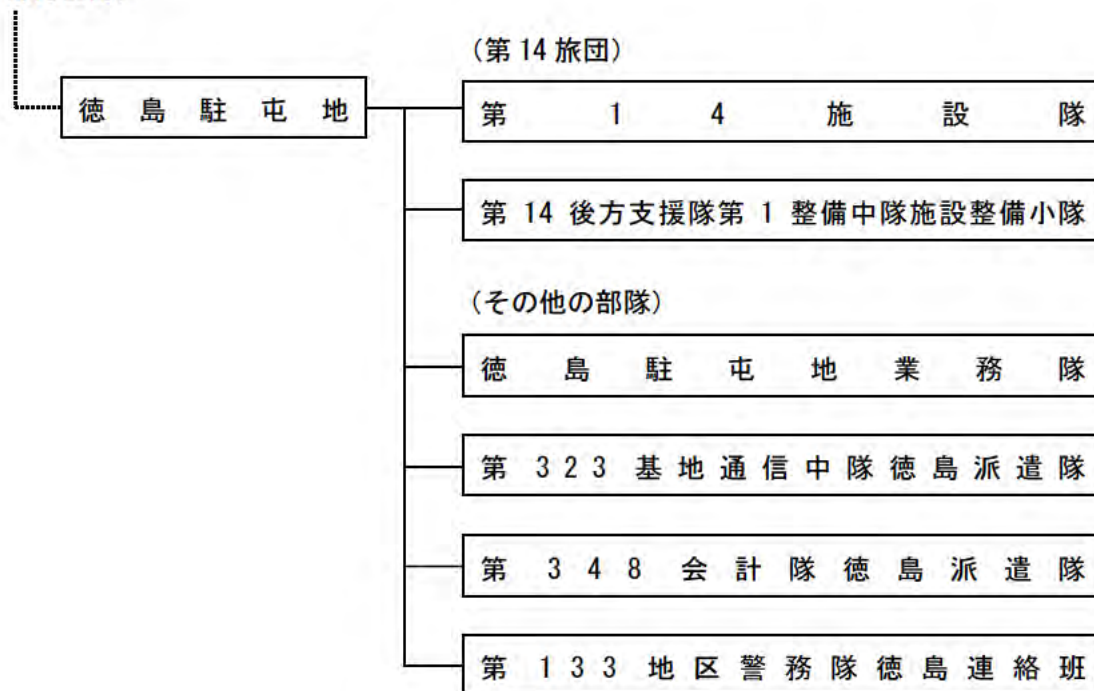 (第14旅団)
徳島駐屯地
第14施設隊
第14後方支援隊第1整備中隊施設整備小隊
(その他の部隊)
徳島駐屯地業務隊
第323基地通信中隊徳島派遣隊
第348会計隊徳島派遣隊
第133地区警務隊徳島連絡班